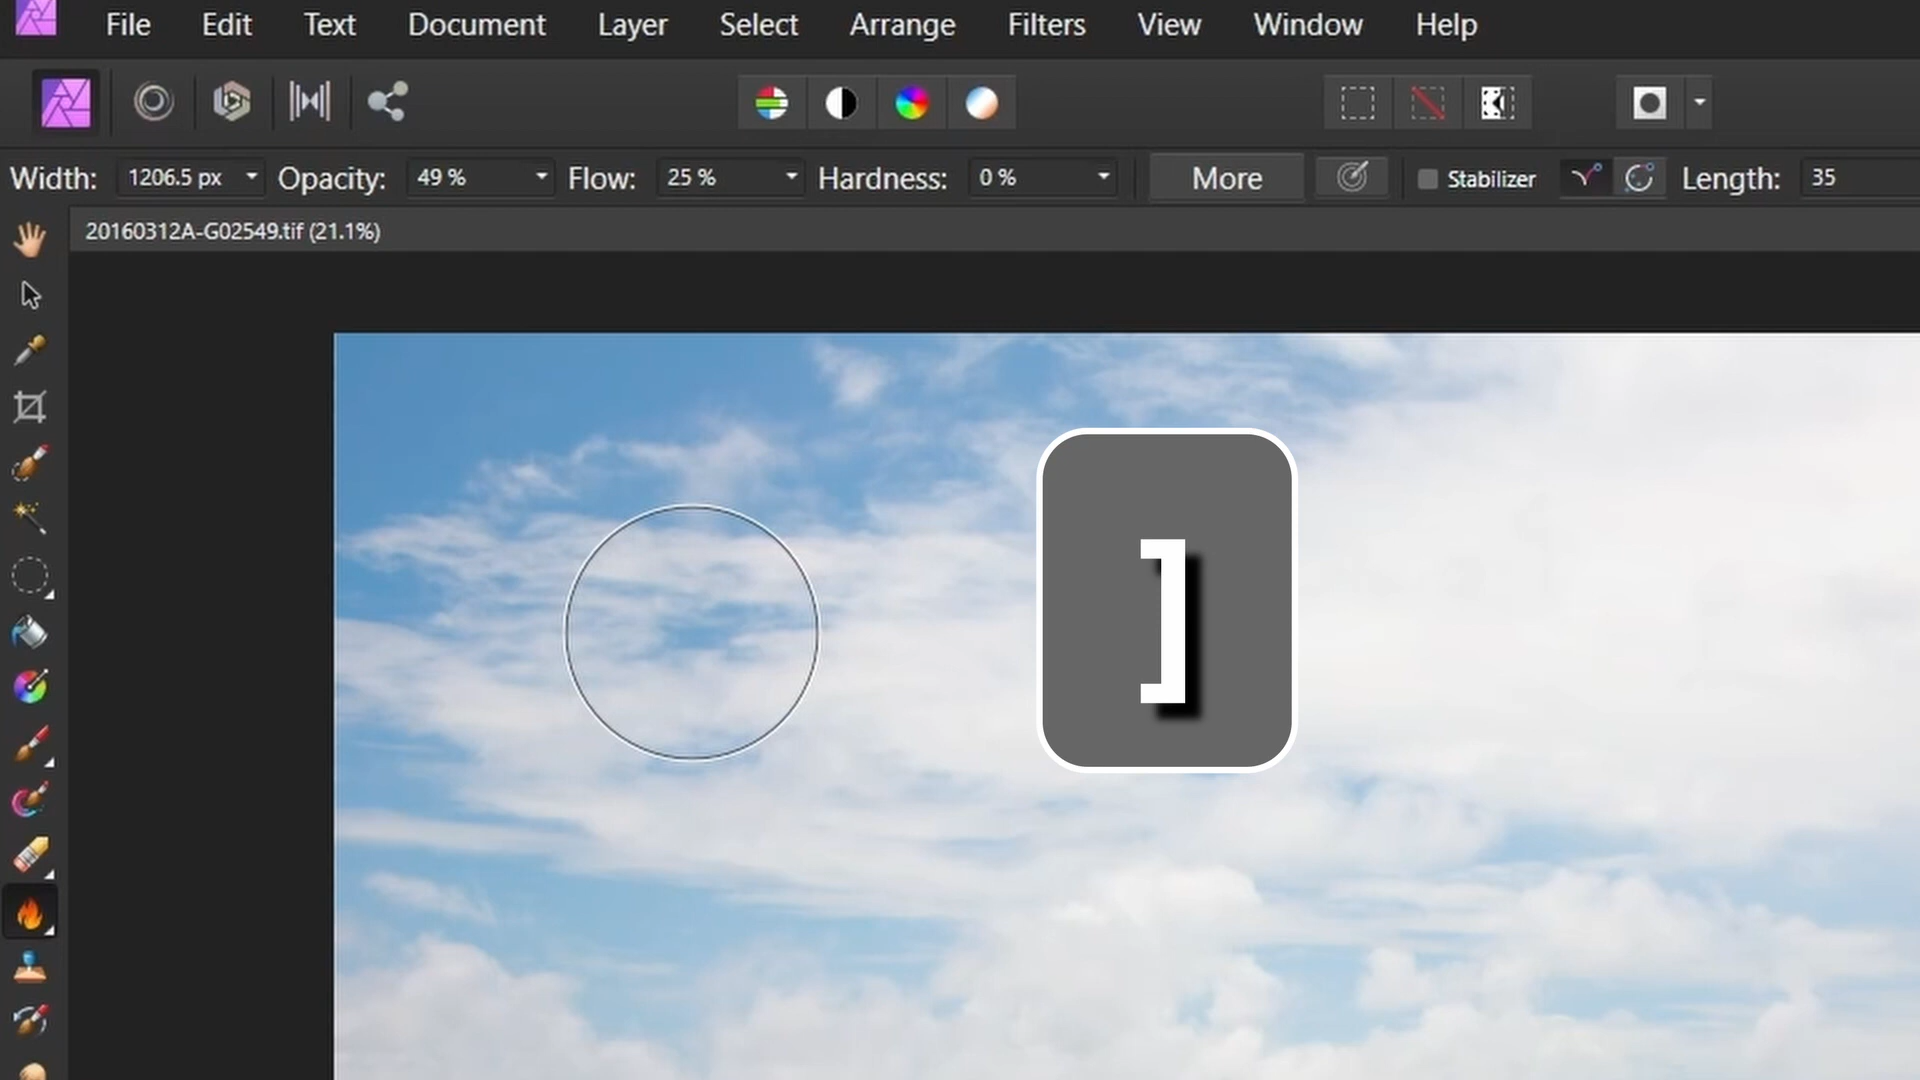 File Edit Text Document Layer Select Arrange Filters View Window Help
Width: 1206.5 px Opacity: 49 % Flow: 25 % Hardness: 0 % More Stabilizer Length: 35
20160312A-G02549.tif (21.1%)
]